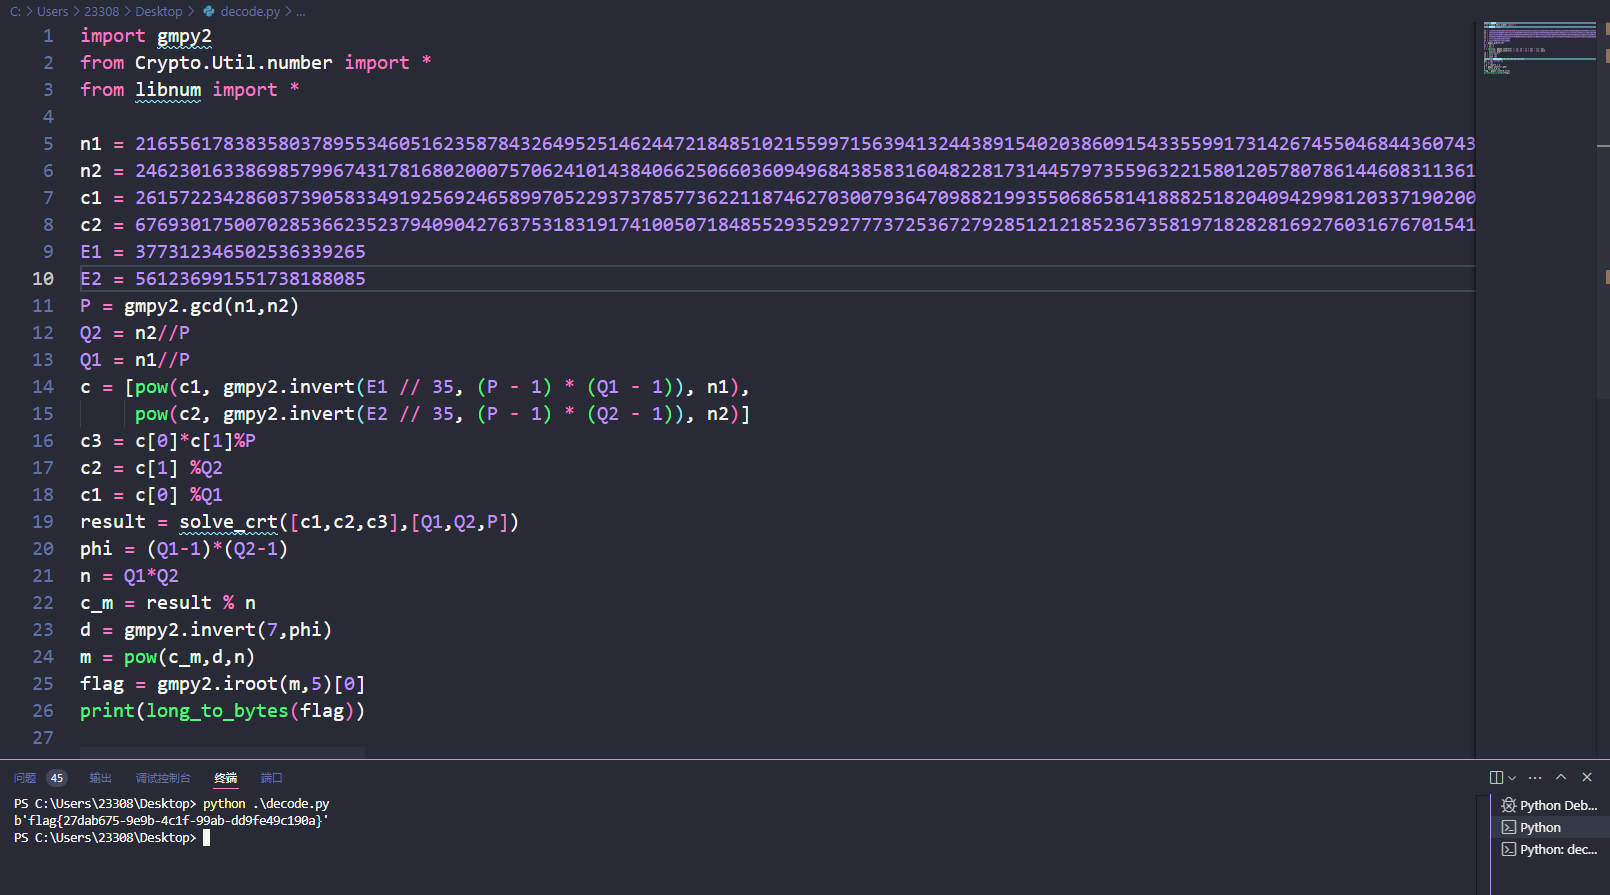 C: > Users > 23308 > Desktop > decode.py > ...
1 import gmpy2
2 from Crypto.Util.number import *
3 from libnum import *
4
5 n1 = 21655617838358037895534605162358784326495251462447218485102155997156394132443891540203860915433559917314267455046844360743
6 n2 = 24623016338698579967431781680200075706241014384066250660360949684385831604822817314457973559632215801205780786144608311361
7 c1 = 26157223428603739058334919256924658997052293737857736221187462703007936470988219935506865814188825182040942998120337190200
8 c2 = 67693017500702853662352379409042763753183191741005071848552935292777372536727928512121852367358197182828169276031676701541
9 E1 = 377312346502536339265
10 E2 = 561236991551738188085
11 P = gmpy2.gcd(n1,n2)
12 Q2 = n2//P
13 Q1 = n1//P
14 c = [pow(c1, gmpy2.invert(E1 // 35, (P - 1) * (Q1 - 1)), n1),
15 pow(c2, gmpy2.invert(E2 // 35, (P - 1) * (Q2 - 1)), n2)]
16 c3 = c[0]*c[1]%P
17 c2 = c[1] %Q2
18 c1 = c[0] %Q1
19 result = solve_crt([c1,c2,c3],[Q1,Q2,P])
20 phi = (Q1-1)*(Q2-1)
21 n = Q1*Q2
22 c_m = result % n
23 d = gmpy2.invert(7,phi)
24 m = pow(c_m,d,n)
25 flag = gmpy2.iroot(m,5)[0]
26 print(long_to_bytes(flag))
27
问题 45 输出 调试控制台 终端 端口
PS C:\Users\23308\Desktop> python .\decode.py
b'flag{27dab675-9e9b-4c1f-99ab-dd9fe49c190a}'
PS C:\Users\23308\Desktop>
Python Deb...
Python
Python: dec...